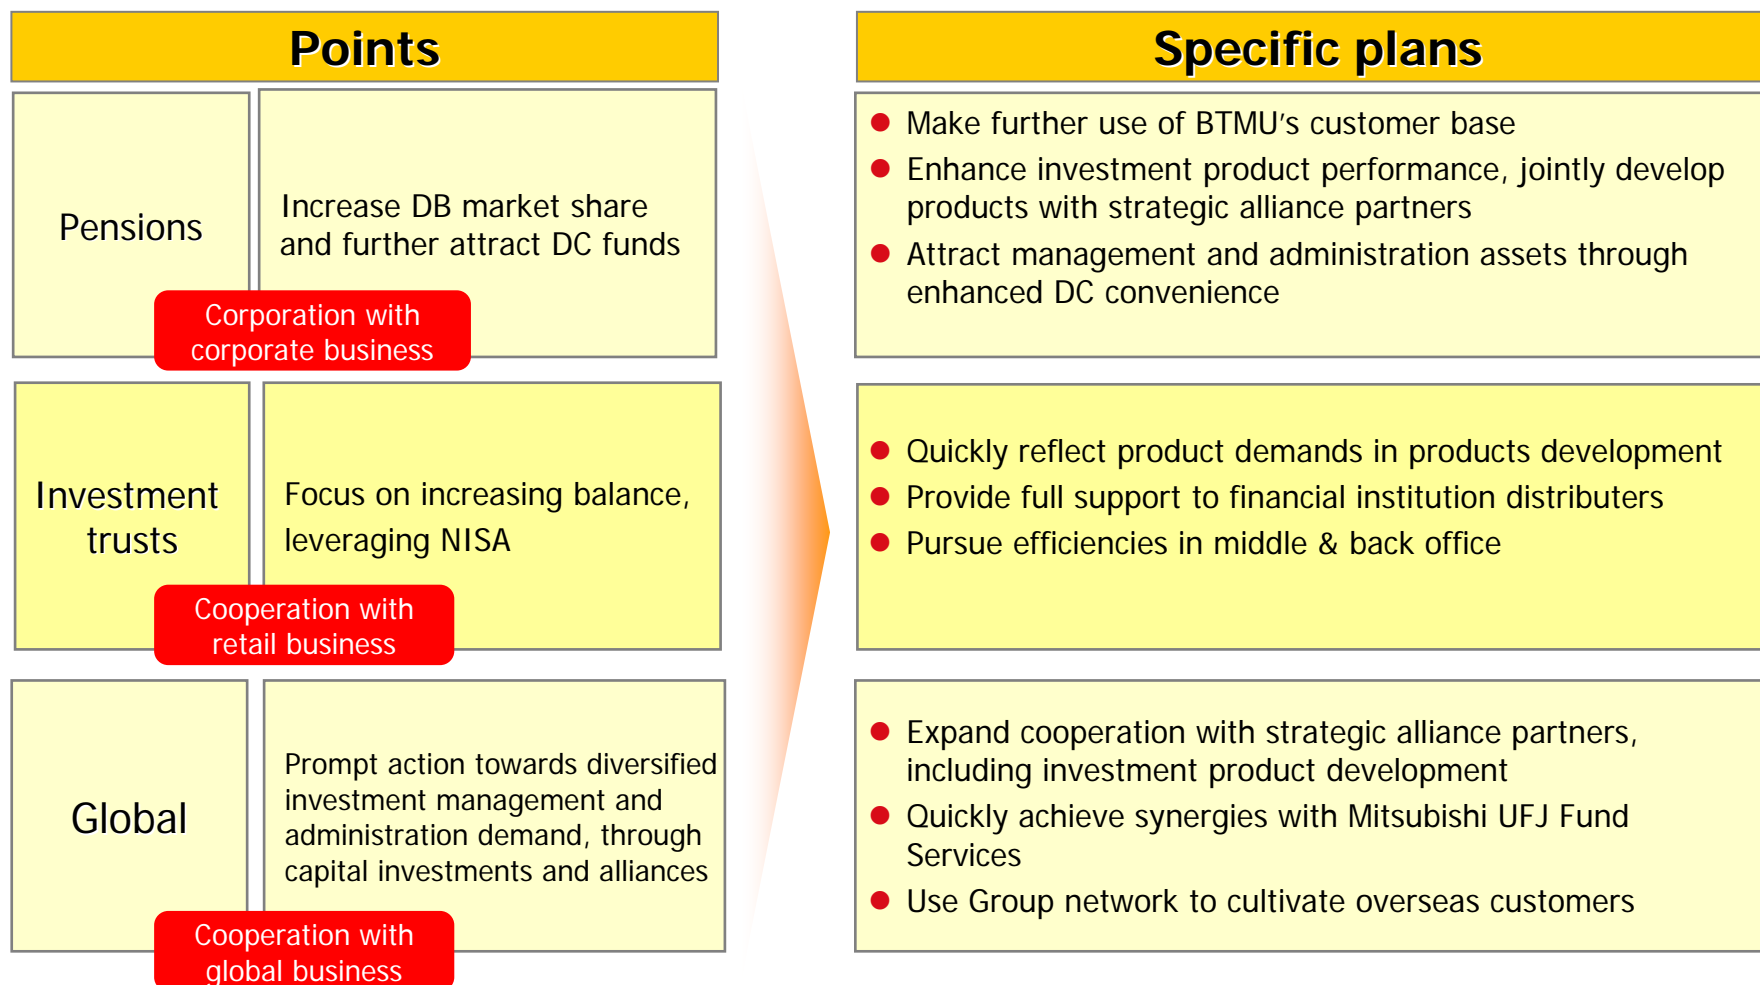 Points
Specific plans
Pensions
Increase DB market share
and further attract DC funds
Corporation with
corporate business
Make further use of BTMU's customer base
Enhance investment product performance, jointly develop
products with strategic alliance partners
Attract management and administration assets through
enhanced DC convenience
Investment
trusts
Focus on increasing balance,
leveraging NISA
Cooperation with
retail business
Quickly reflect product demands in products development
Provide full support to financial institution distributers
Pursue efficiencies in middle & back office
Global
Prompt action towards diversified
investment management and
administration demand, through
capital investments and alliances
Cooperation with
global business
Expand cooperation with strategic alliance partners,
including investment product development
Quickly achieve synergies with Mitsubishi UFJ Fund
Services
Use Group network to cultivate overseas customers